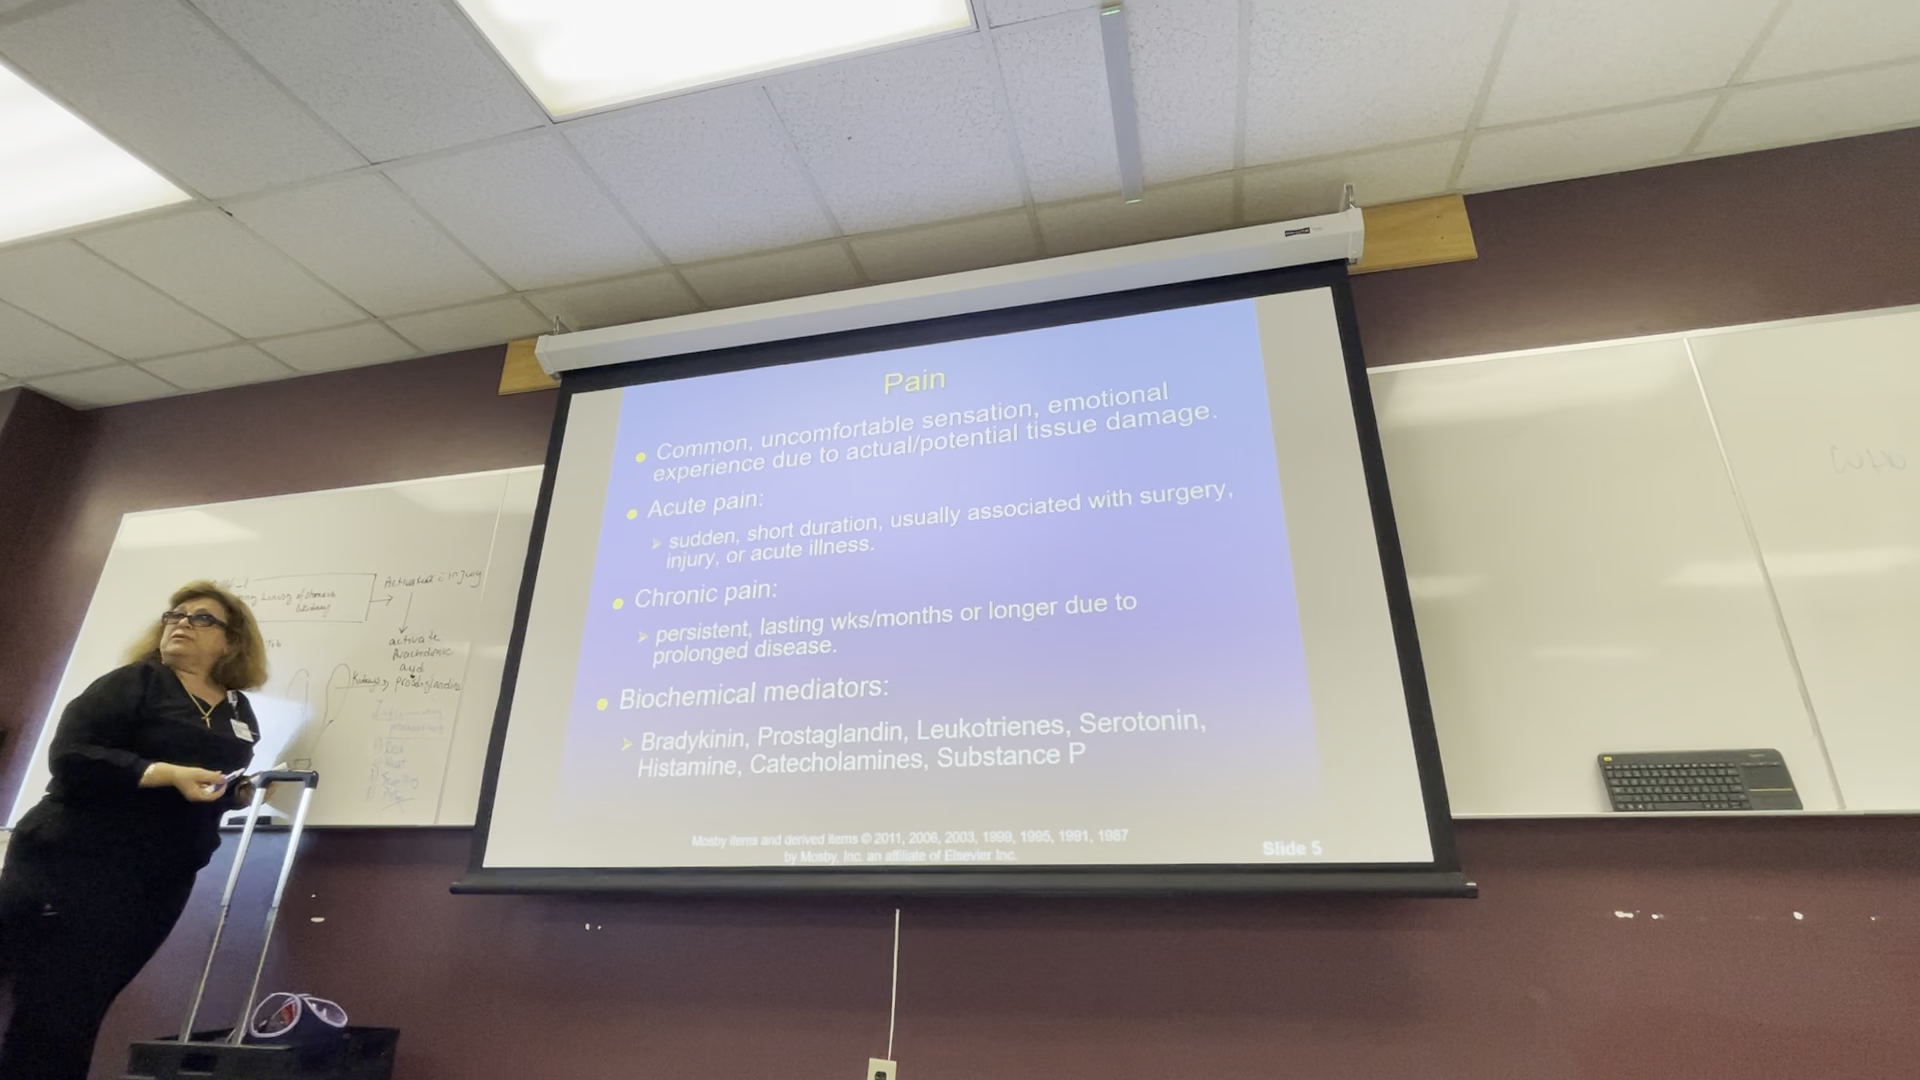 Pain
Common, uncomfortable sensation, emotional
experience due to actual/potential tissue damage.
Acute pain:
sudden, short duration, usually associated with surgery,
injury, or acute illness.
Chronic pain:
persistent, lasting wks/months or longer due to
prolonged disease.
Biochemical mediators:
Bradykinin, Prostaglandin, Leukotrienes, Serotonin,
Histamine, Catecholamines, Substance P
Mosby items and derived items © 2011, 2006, 2003, 1999, 1995, 1991, 1987
by Mosby, Inc. an affiliate of Elsevier Inc.
Slide 5
injury
activate
acid